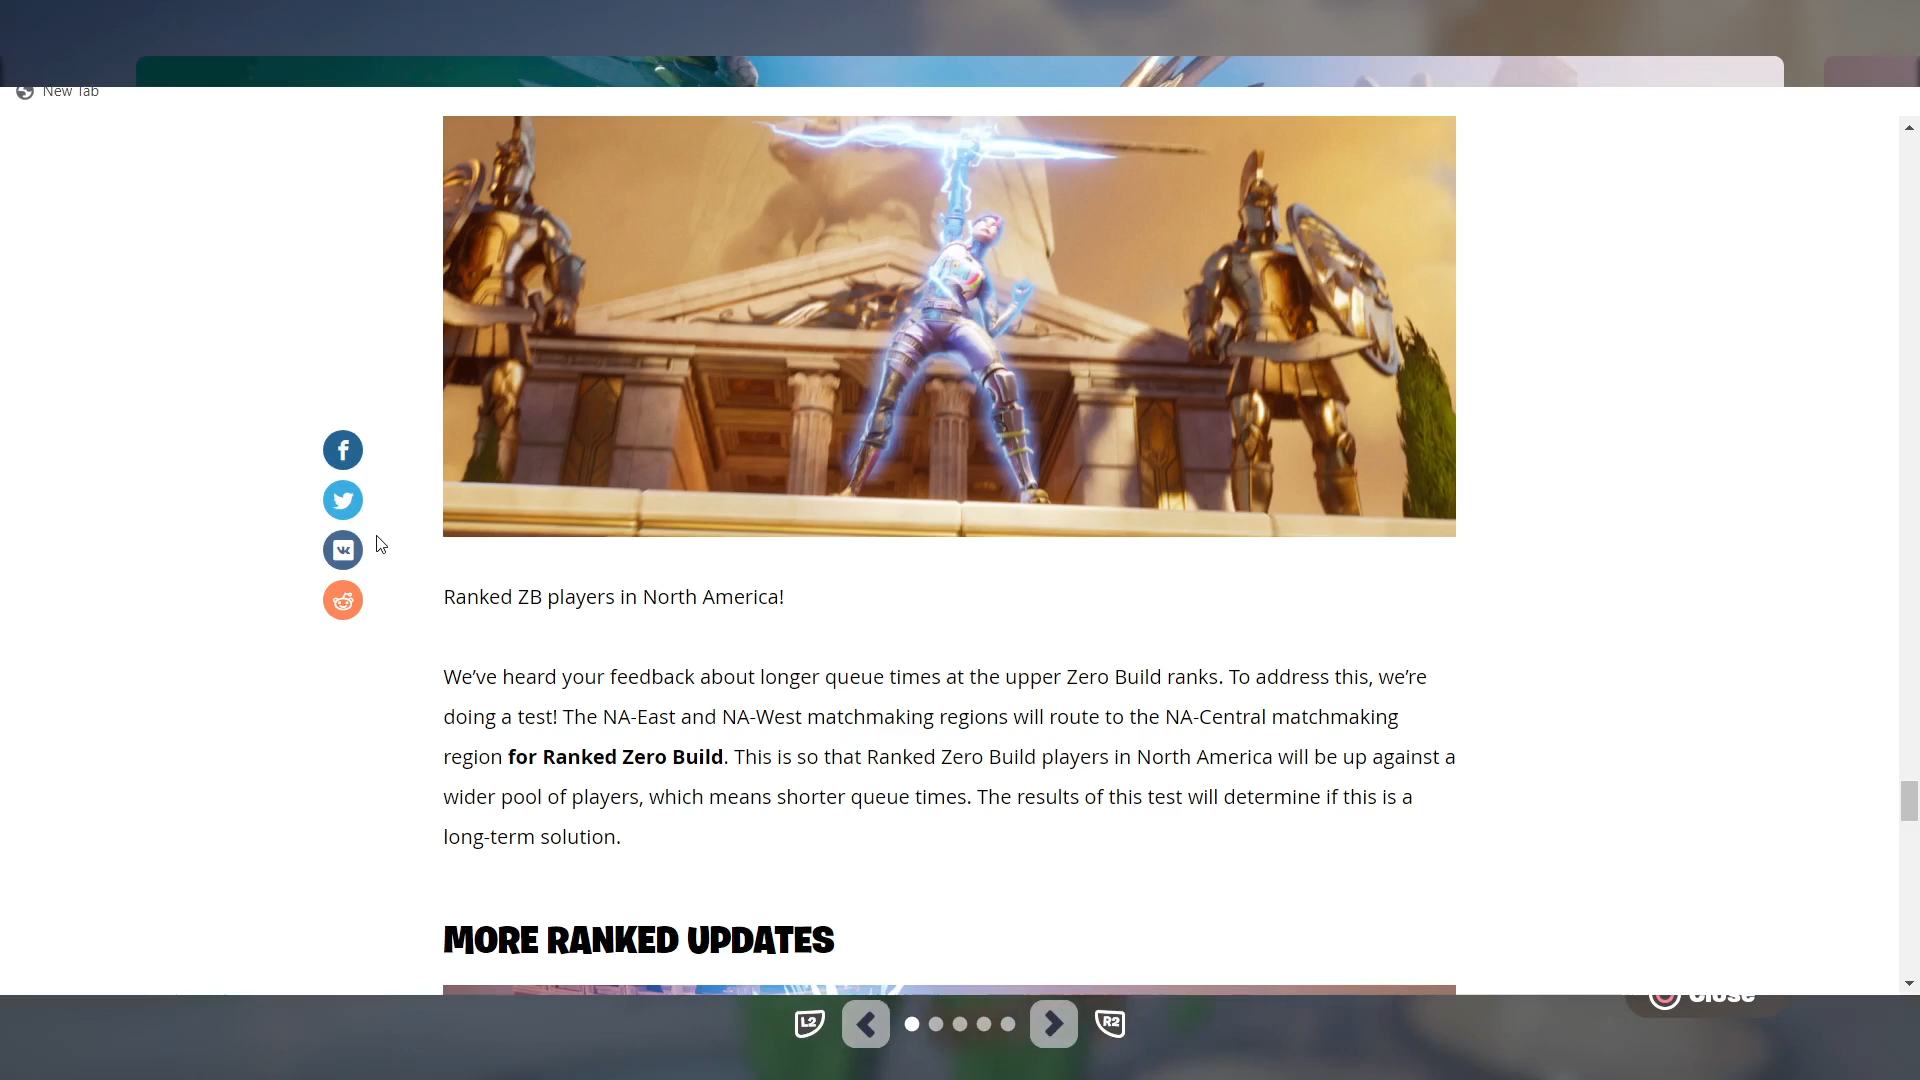 New Tab
Ranked ZB players in North America!
We’ve heard your feedback about longer queue times at the upper Zero Build ranks. To address this, we’re
doing a test! The NA-East and NA-West matchmaking regions will route to the NA-Central matchmaking
region for Ranked Zero Build. This is so that Ranked Zero Build players in North America will be up against a
wider pool of players, which means shorter queue times. The results of this test will determine if this is a
long-term solution.
MORE RANKED UPDATES
Close
L2
R2